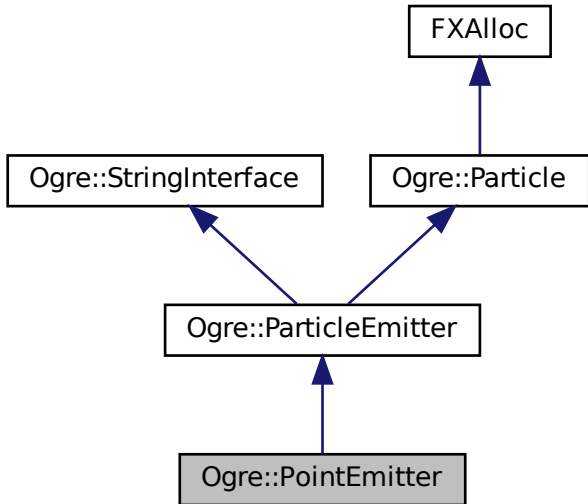 FXAlloc
Ogre::StringInterface
Ogre::Particle
Ogre::ParticleEmitter
Ogre::PointEmitter